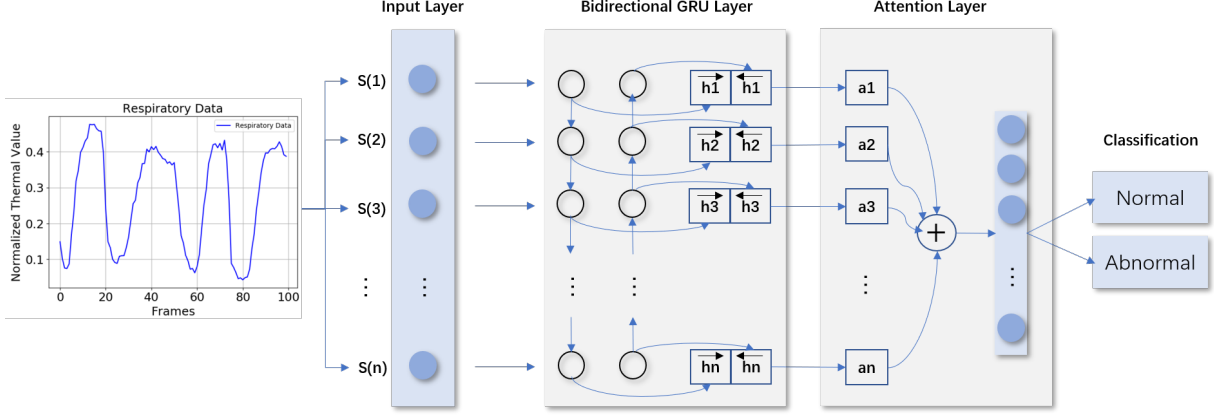 Input Layer
Bidirectional GRU Layer
Attention Layer
Respiratory Data
Respiratory Data
Normalized Thermal Value
0.4
0.3
0.2
0.1
0 20 40 60 80 100
Frames
S(1)
S(2)
S(3)
⋮
S(n)
⋮
⋮
⋮
h1 h1
h2 h2
h3 h3
⋮
hn hn
a1
a2
a3
⋮
an
+
⋮
Classification
Normal
Abnormal